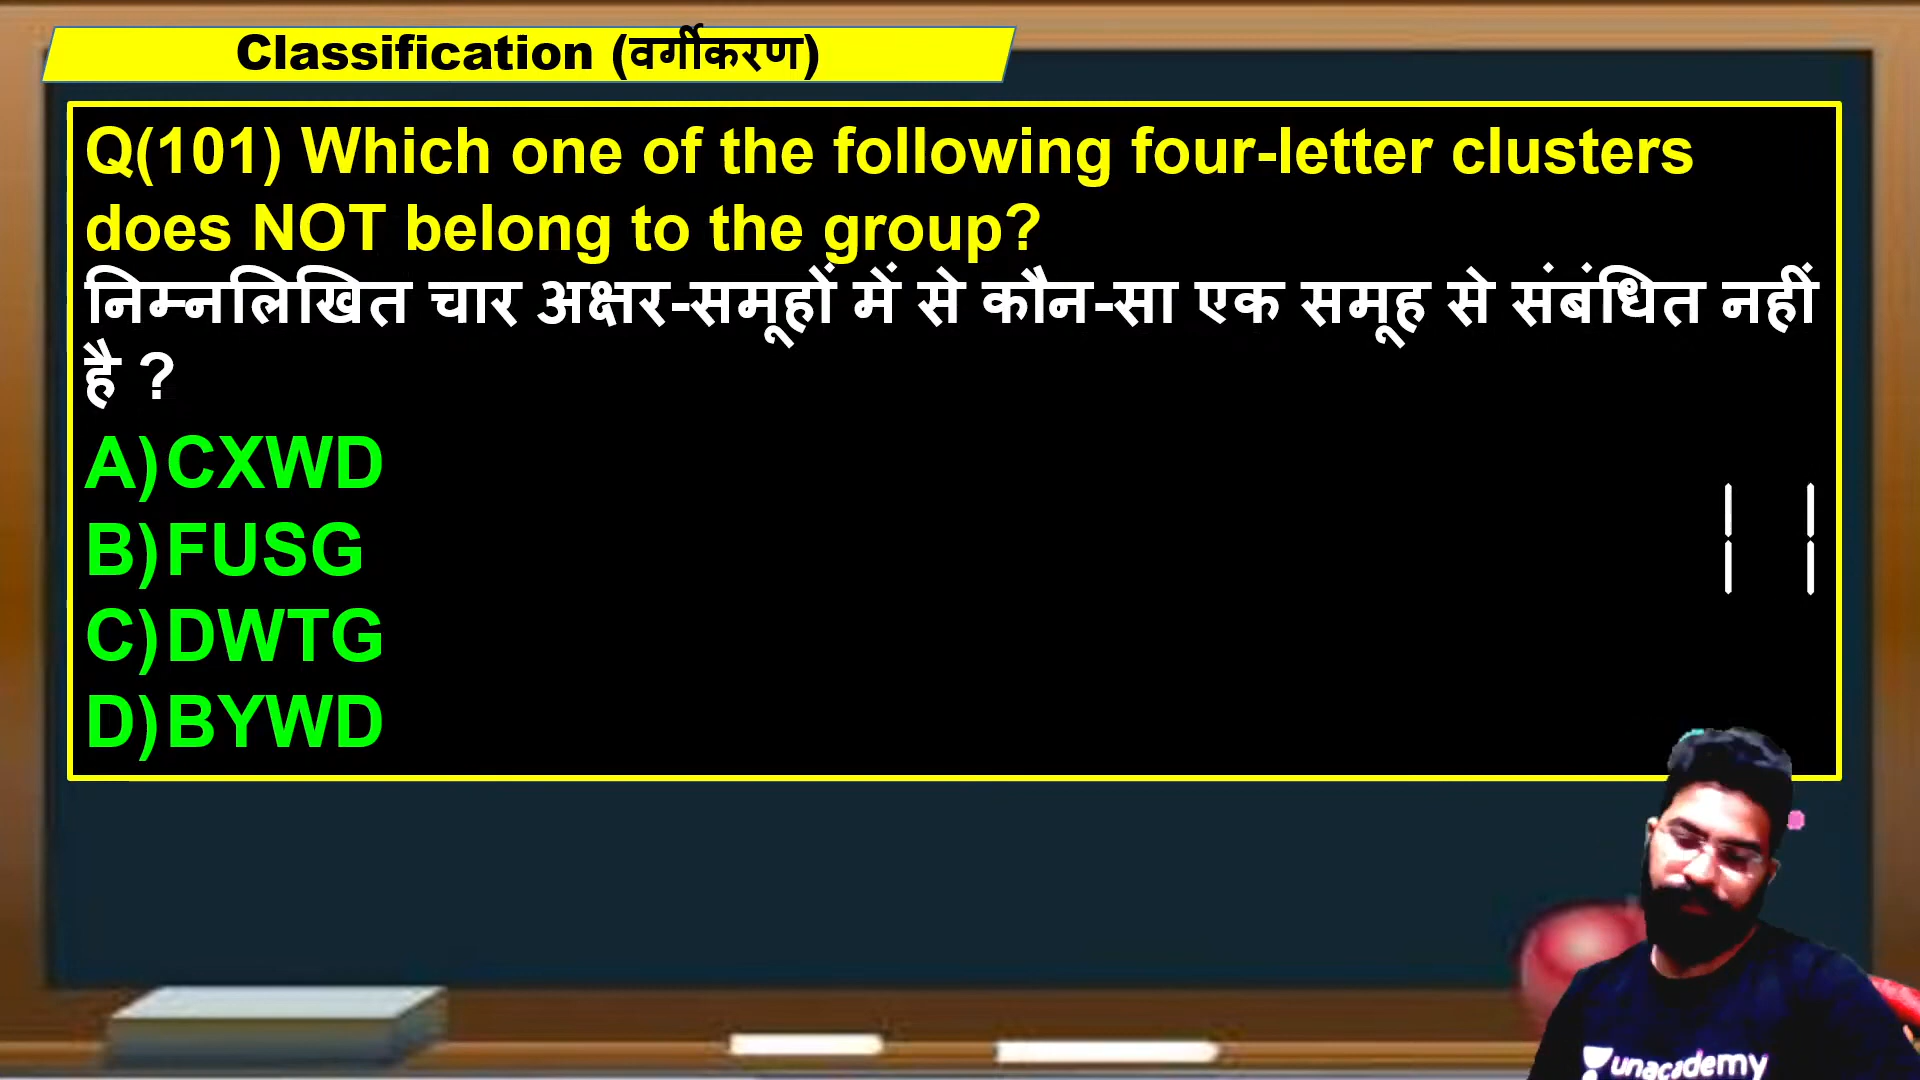 Classification (वर्गीकरण)
Q(101) Which one of the following four-letter clusters
does NOT belong to the group?
निम्नलिखित चार अक्षर-समूहों में से कौन-सा एक समूह से संबंधित नहीं
है ?
A) CXWD
B) FUSG
C) DWTG
D) BYWD
unacademy